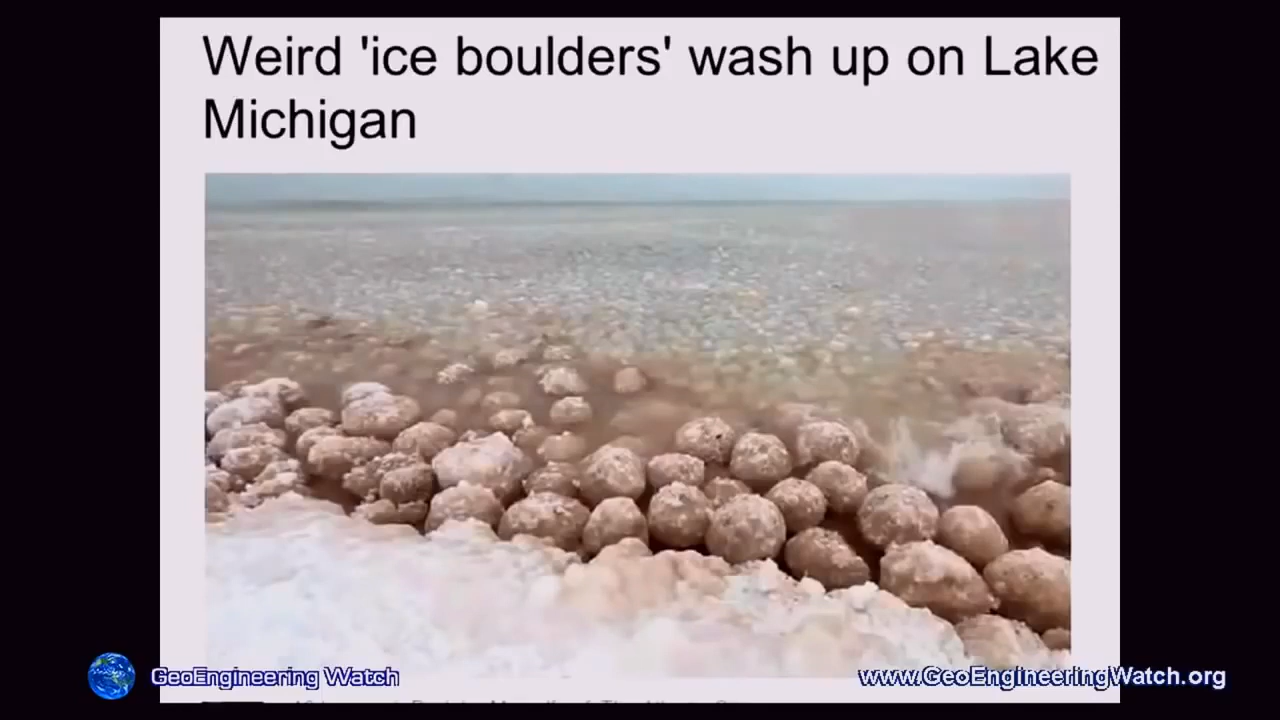 Weird 'ice boulders' wash up on Lake
Michigan
GeoEngineering Watch
www.GeoEngineeringWatch.org